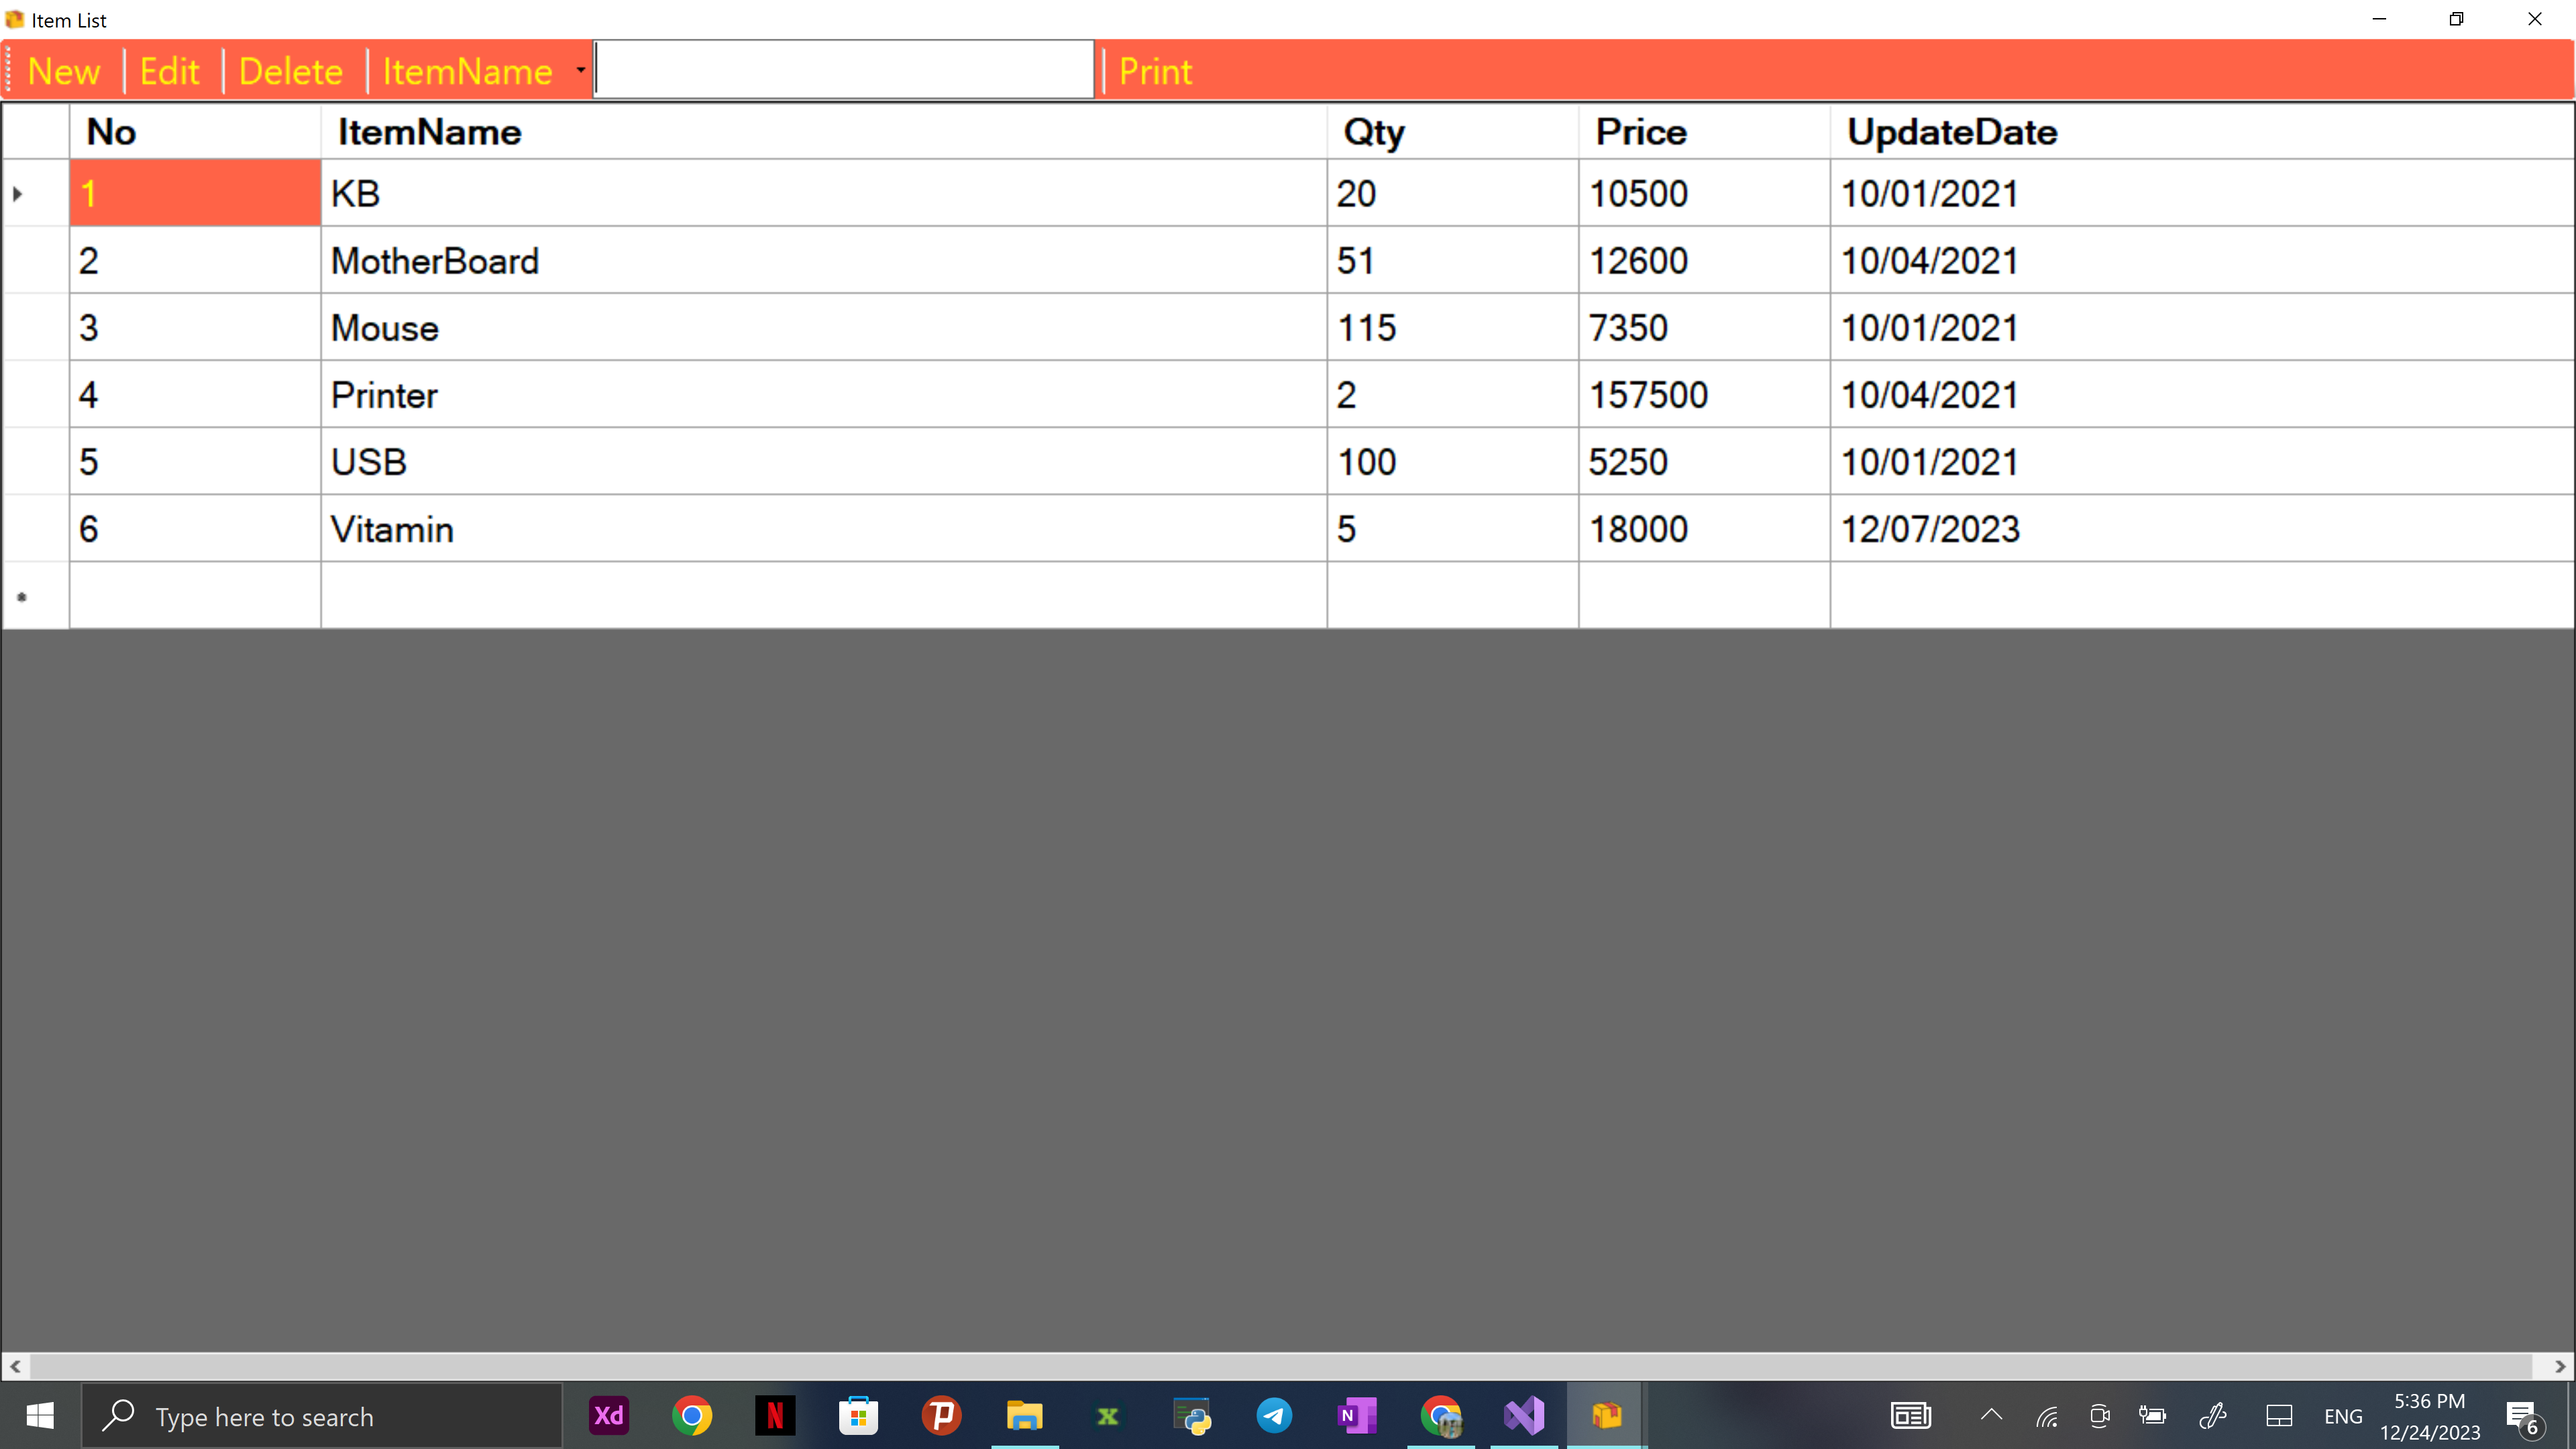 Item List
New Edit Delete ItemName Print
No ItemName Qty Price UpdateDate
1 KB 20 10500 10/01/2021
2 MotherBoard 51 12600 10/04/2021
3 Mouse 115 7350 10/01/2021
4 Printer 2 157500 10/04/2021
5 USB 100 5250 10/01/2021
6 Vitamin 5 18000 12/07/2023
Type here to search Xd N P X N ENG 5:36 PM
12/24/2023 6